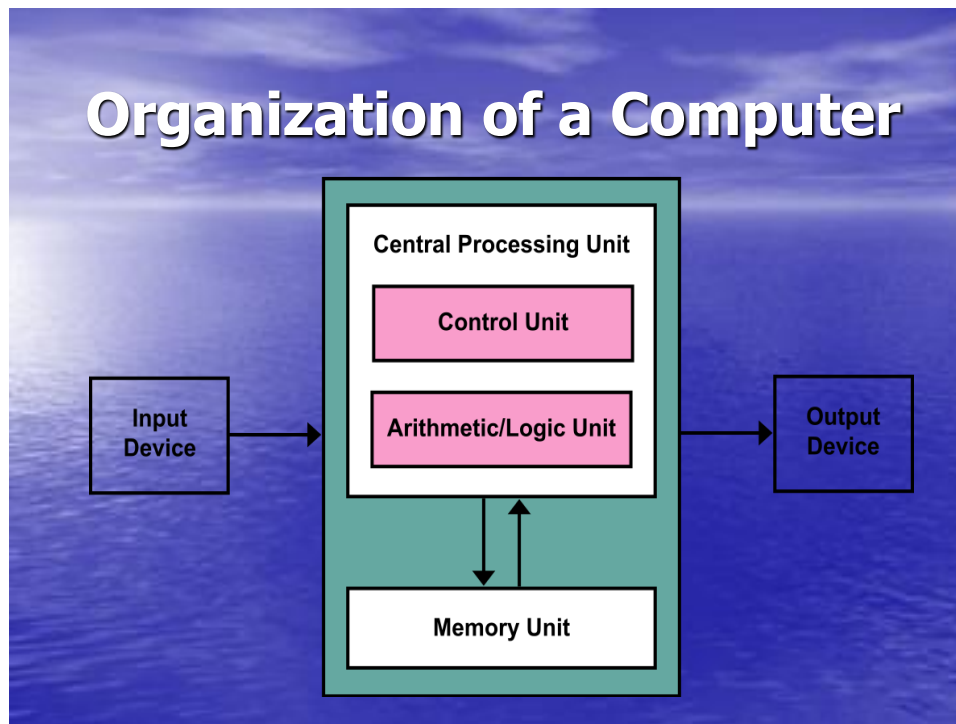 Organization of a Computer
Central Processing Unit
Control Unit
Arithmetic/Logic Unit
Input
Device
Output
Device
Memory Unit